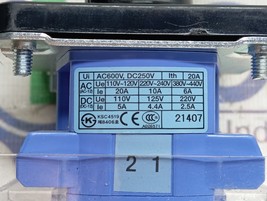 Ui AC600V, DC250V Ith 20A
AC Ue 110V~120V 220V~240V 380V~440V
Ie 20A 10A 6A
DC Ue 110V 125V 220V
Ie 5A 4.4A 2.5A
KSC4519
21407
2 1